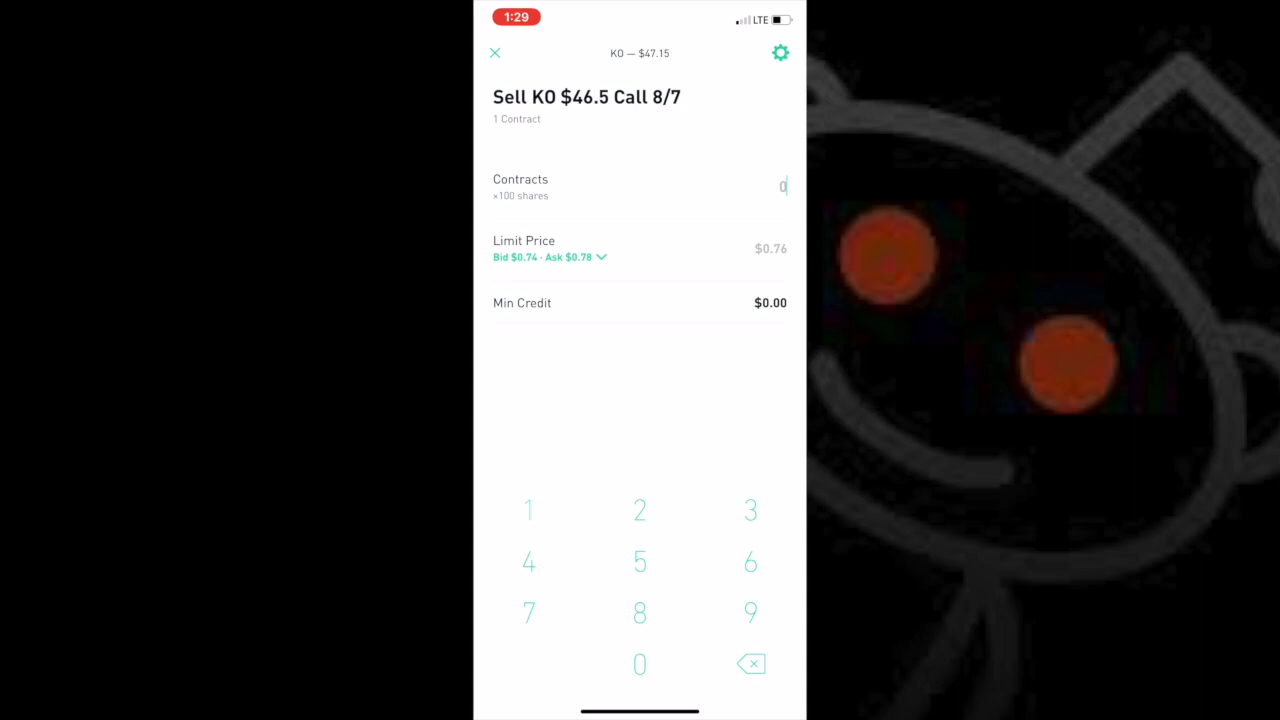 1:29
LTE
KO — $47.15
Sell KO $46.5 Call 8/7
1 Contract
Contracts
0
×100 shares
Limit Price
$0.76
Bid $0.74 · Ask $0.78
Min Credit
$0.00
1 2 3
4 5 6
7 8 9
0